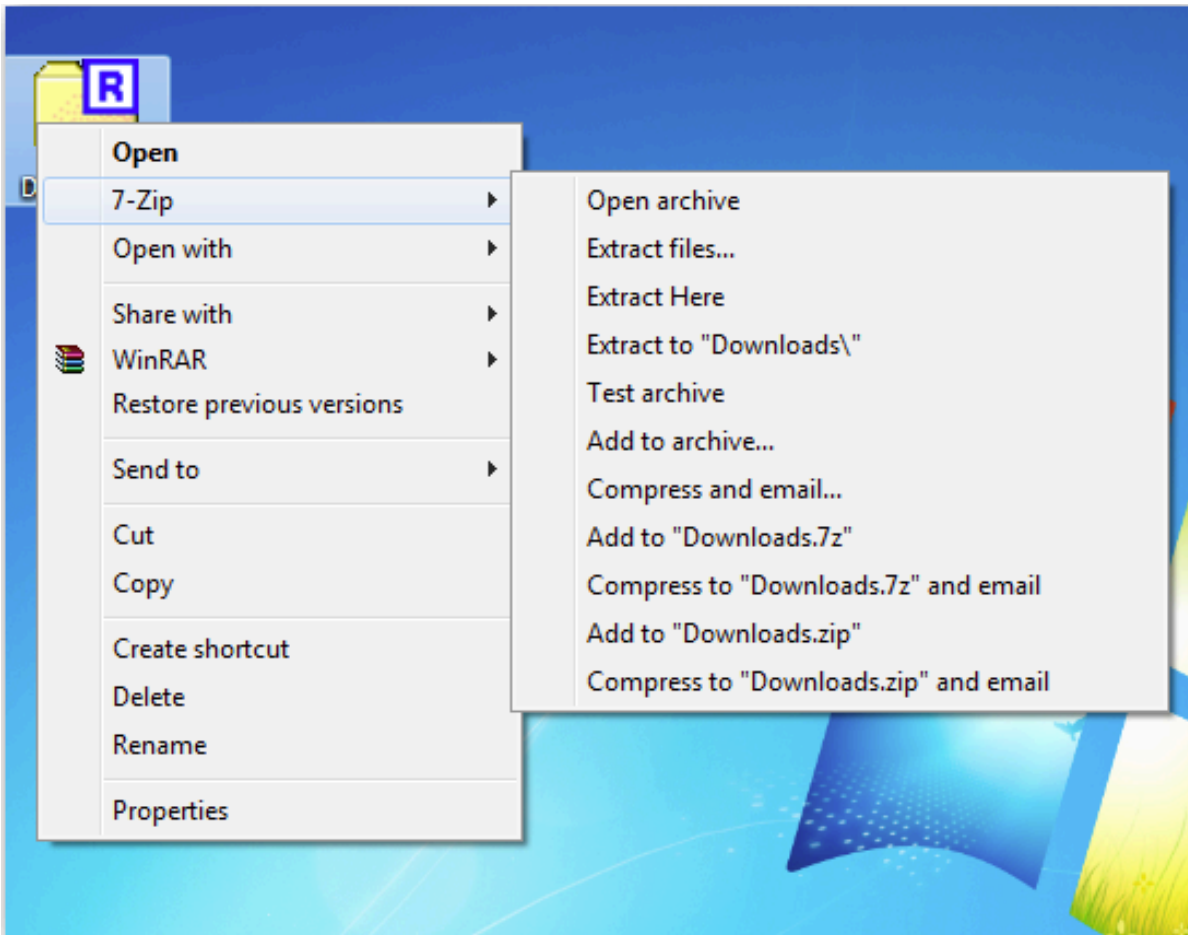 R
D
Open
7-Zip
Open with
Share with
WinRAR
Restore previous versions
Send to
Cut
Copy
Create shortcut
Delete
Rename
Properties
Open archive
Extract files...
Extract Here
Extract to "Downloads\"
Test archive
Add to archive...
Compress and email...
Add to "Downloads.7z"
Compress to "Downloads.7z" and email
Add to "Downloads.zip"
Compress to "Downloads.zip" and email